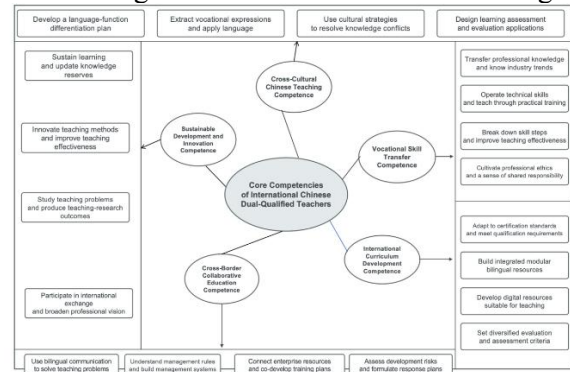 Develop a language-function
differentiation plan
Extract vocational expressions
and apply language
Use cultural strategies
to resolve knowledge conflicts
Design learning assessment
and evaluation applications
Sustain learning
and update knowledge
reserves
Innovate teaching methods
and improve teaching
effectiveness
Study teaching problems
and produce teaching-research
outcomes
Participate in international
exchange
and broaden professional vision
Cross-Cultural
Chinese Teaching
Competence
Sustainable
Development and
Innovation
Competence
Vocational Skill
Transfer
Competence
Core Competencies
of International Chinese
Dual-Qualified Teachers
Cross-Border
Collaborative
Education
Competence
International
Curriculum
Development
Competence
Transfer professional knowledge
and know industry trends
Operate technical skills
and teach through practical training
Break down skill steps
and improve teaching effectiveness
Cultivate professional ethics
and a sense of shared responsibility
Adapt to certification standards
and meet qualification requirements
Build integrated modular
bilingual resources
Develop digital resources
suitable for teaching
Set diversified evaluation
and assessment criteria
Use bilingual communication
to solve teaching problems
Understand management rules
and build management systems
Connect enterprise resources
and co-develop training plans
Assess development risks
and formulate response plans